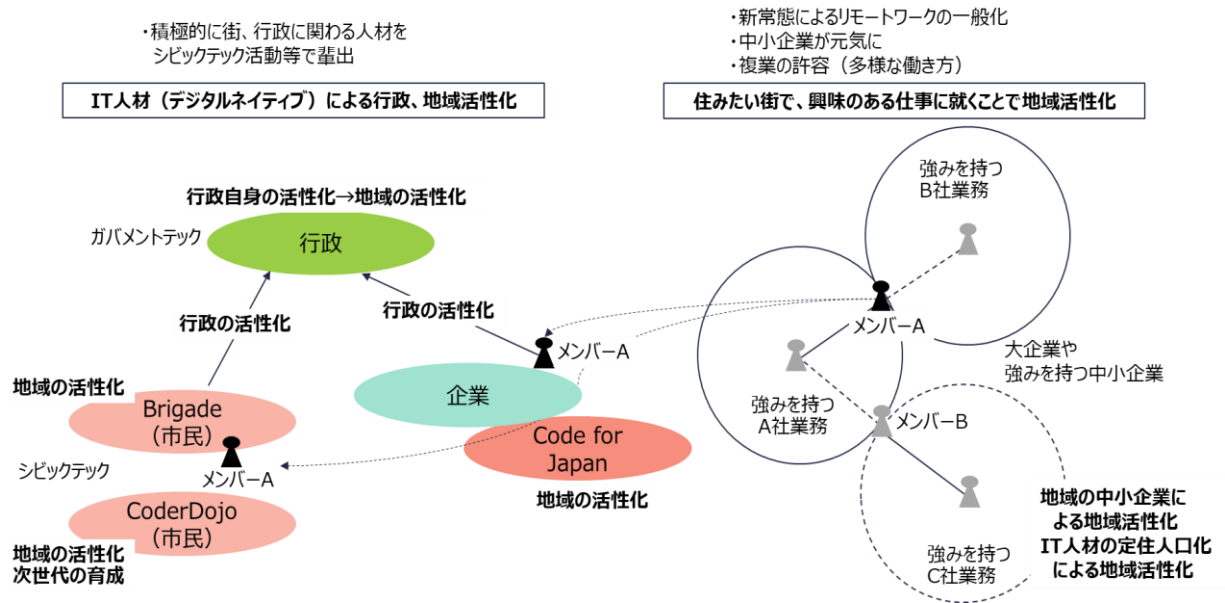 ・積極的に街、行政に関わる人材を
シビックテック活動等で輩出
IT人材（デジタルネイティブ）による行政、地域活性化
行政自身の活性化→地域の活性化
ガバメントテック
行政
行政の活性化
行政の活性化
メンバーA
地域の活性化
Brigade
（市民）
企業
シビックテック
メンバーA
Code for
Japan
地域の活性化
CoderDojo
（市民）
地域の活性化
次世代の育成
・新常態によるリモートワークの一般化
・中小企業が元気に
・複業の許容（多様な働き方）
住みたい街で、興味のある仕事に就くことで地域活性化
強みを持つ
B社業務
メンバーA
大企業や
強みを持つ中小企業
強みを持つ
A社業務
メンバーB
強みを持つ
C社業務
地域の中小企業に
よる地域活性化
IT人材の定住人口化
による地域活性化